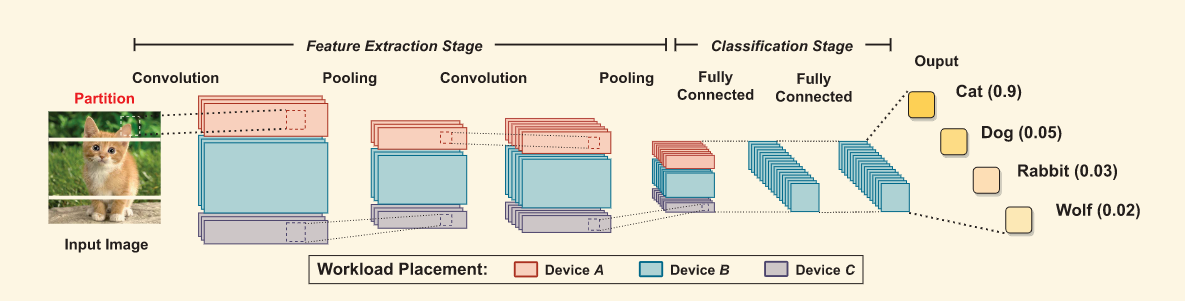 Feature Extraction Stage
Classification Stage
Convolution
Pooling
Convolution
Pooling
Fully
Connected
Fully
Connected
Ouput
Partition
Cat (0.9)
Dog (0.05)
Rabbit (0.03)
Wolf (0.02)
Input Image
Workload Placement:
Device A
Device B
Device C